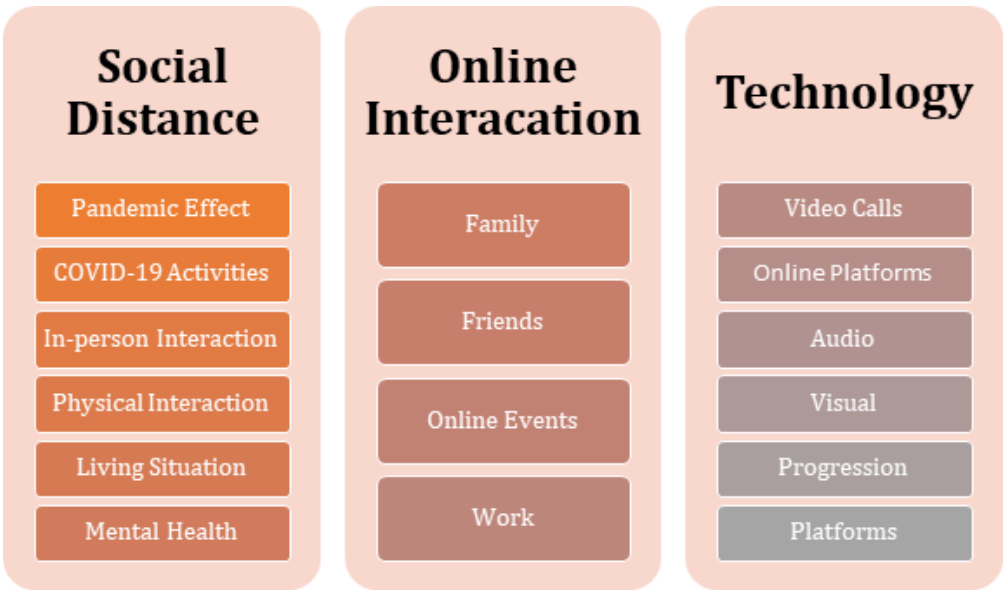 Social
Distance
Pandemic Effect
COVID-19 Activities
In-person Interaction
Physical Interaction
Living Situation
Mental Health
Online
Interacation
Family
Friends
Online Events
Work
Technology
Video Calls
Online Platforms
Audio
Visual
Progression
Platforms